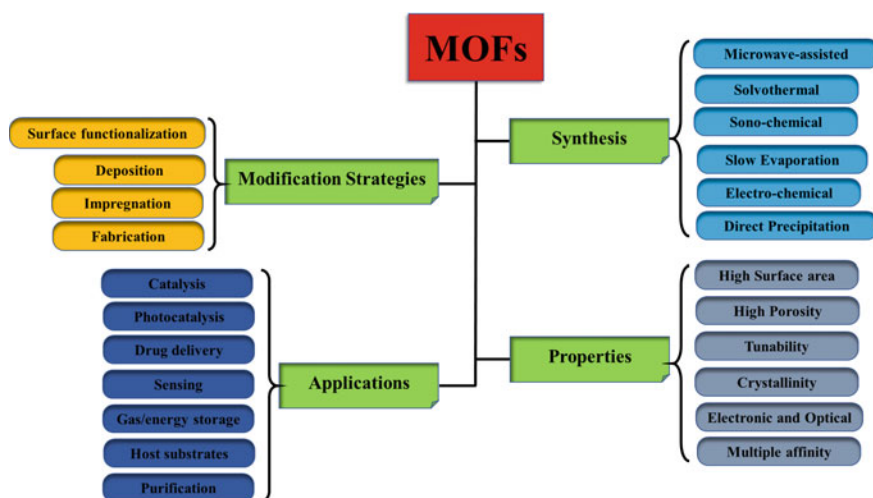 MOFs
Synthesis
Microwave-assisted
Solvothermal
Sono-chemical
Slow Evaporation
Electro-chemical
Direct Precipitation
Modification Strategies
Surface functionalization
Deposition
Impregnation
Fabrication
Applications
Catalysis
Photocatalysis
Drug delivery
Sensing
Gas/energy storage
Host substrates
Purification
Properties
High Surface area
High Porosity
Tunability
Crystallinity
Electronic and Optical
Multiple affinity